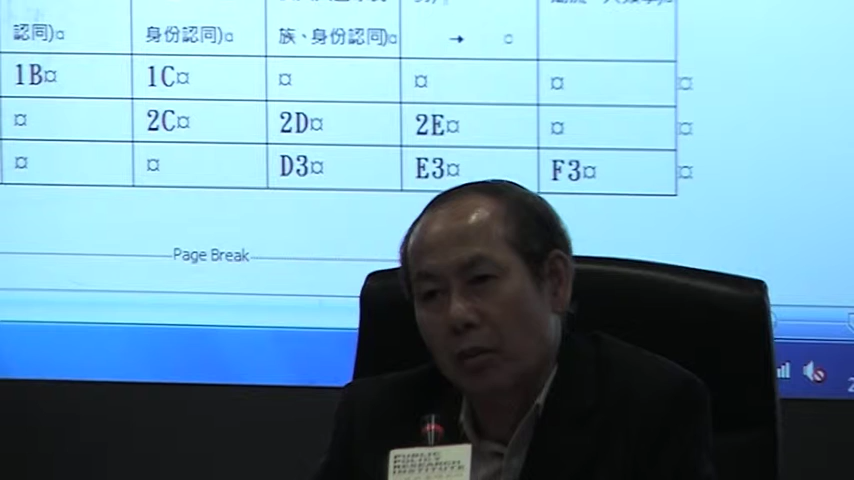 認同)¤
身份認同)¤
族、身份認同)¤
→ ¤
1B¤ 1C¤ ¤ ¤ ¤ ¤
¤ 2C¤ 2D¤ 2E¤ ¤ ¤
¤ ¤ D3¤ E3¤ F3¤ ¤
Page Break
PUBLIC
POLICY
RESEARCH
INSTITUTE